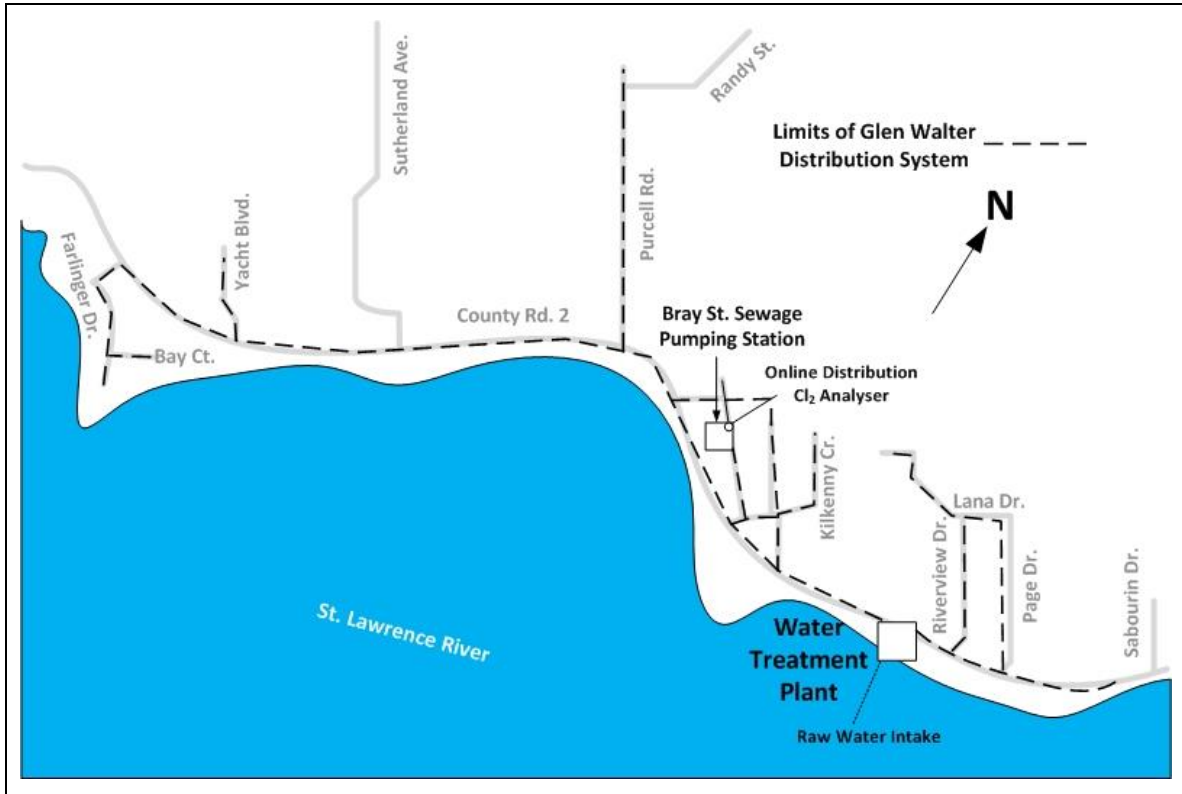 Sutherland Ave.
Randy St.
Limits of Glen Walter
Distribution System
N
Purcell Rd.
Yacht Blvd.
Farlinger Dr.
Bay Ct.
County Rd. 2
Bray St. Sewage
Pumping Station
Online Distribution
Cl₂ Analyser
Kilkenny Cr.
Lana Dr.
Riverview Dr.
Page Dr.
Sabourin Dr.
St. Lawrence River
Water
Treatment
Plant
Raw Water Intake